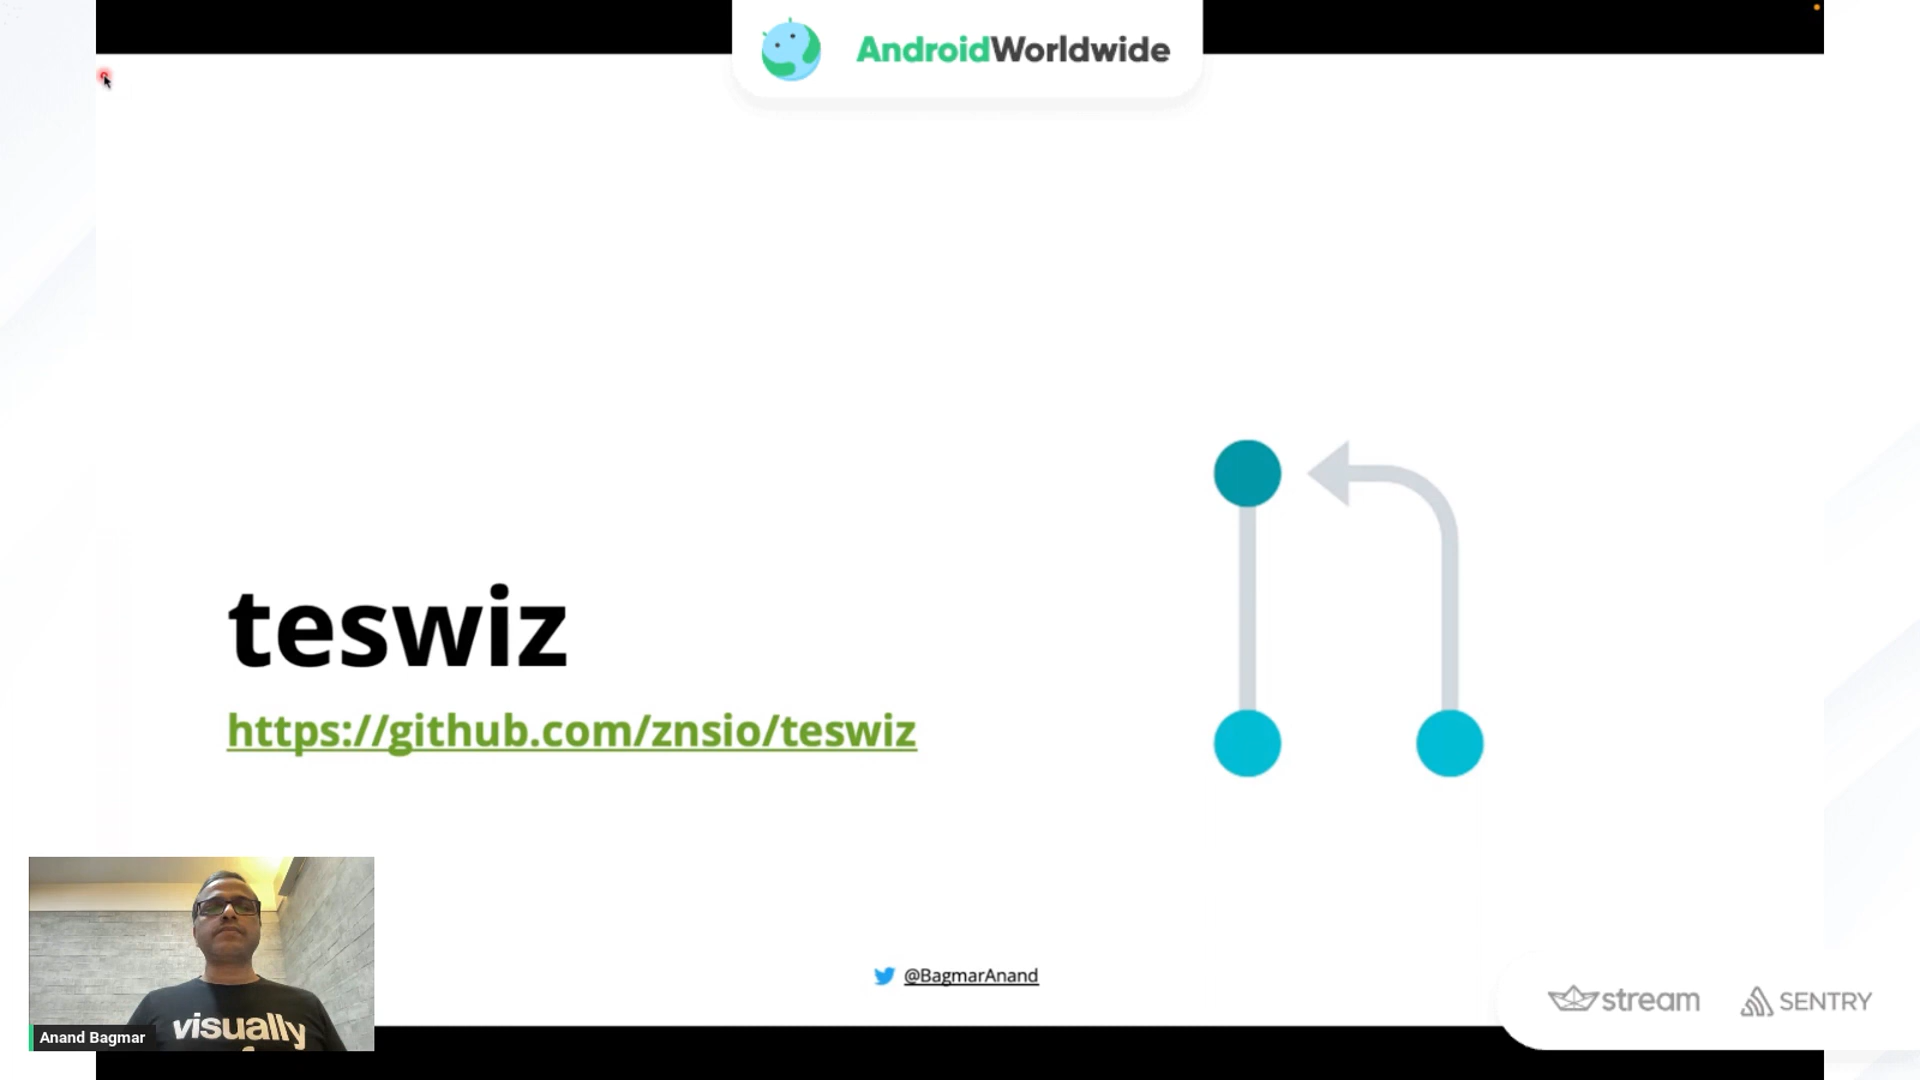 AndroidWorldwide
teswiz
https://github.com/znsio/teswiz
@BagmarAnand
visually
Anand Bagmar
stream
SENTRY